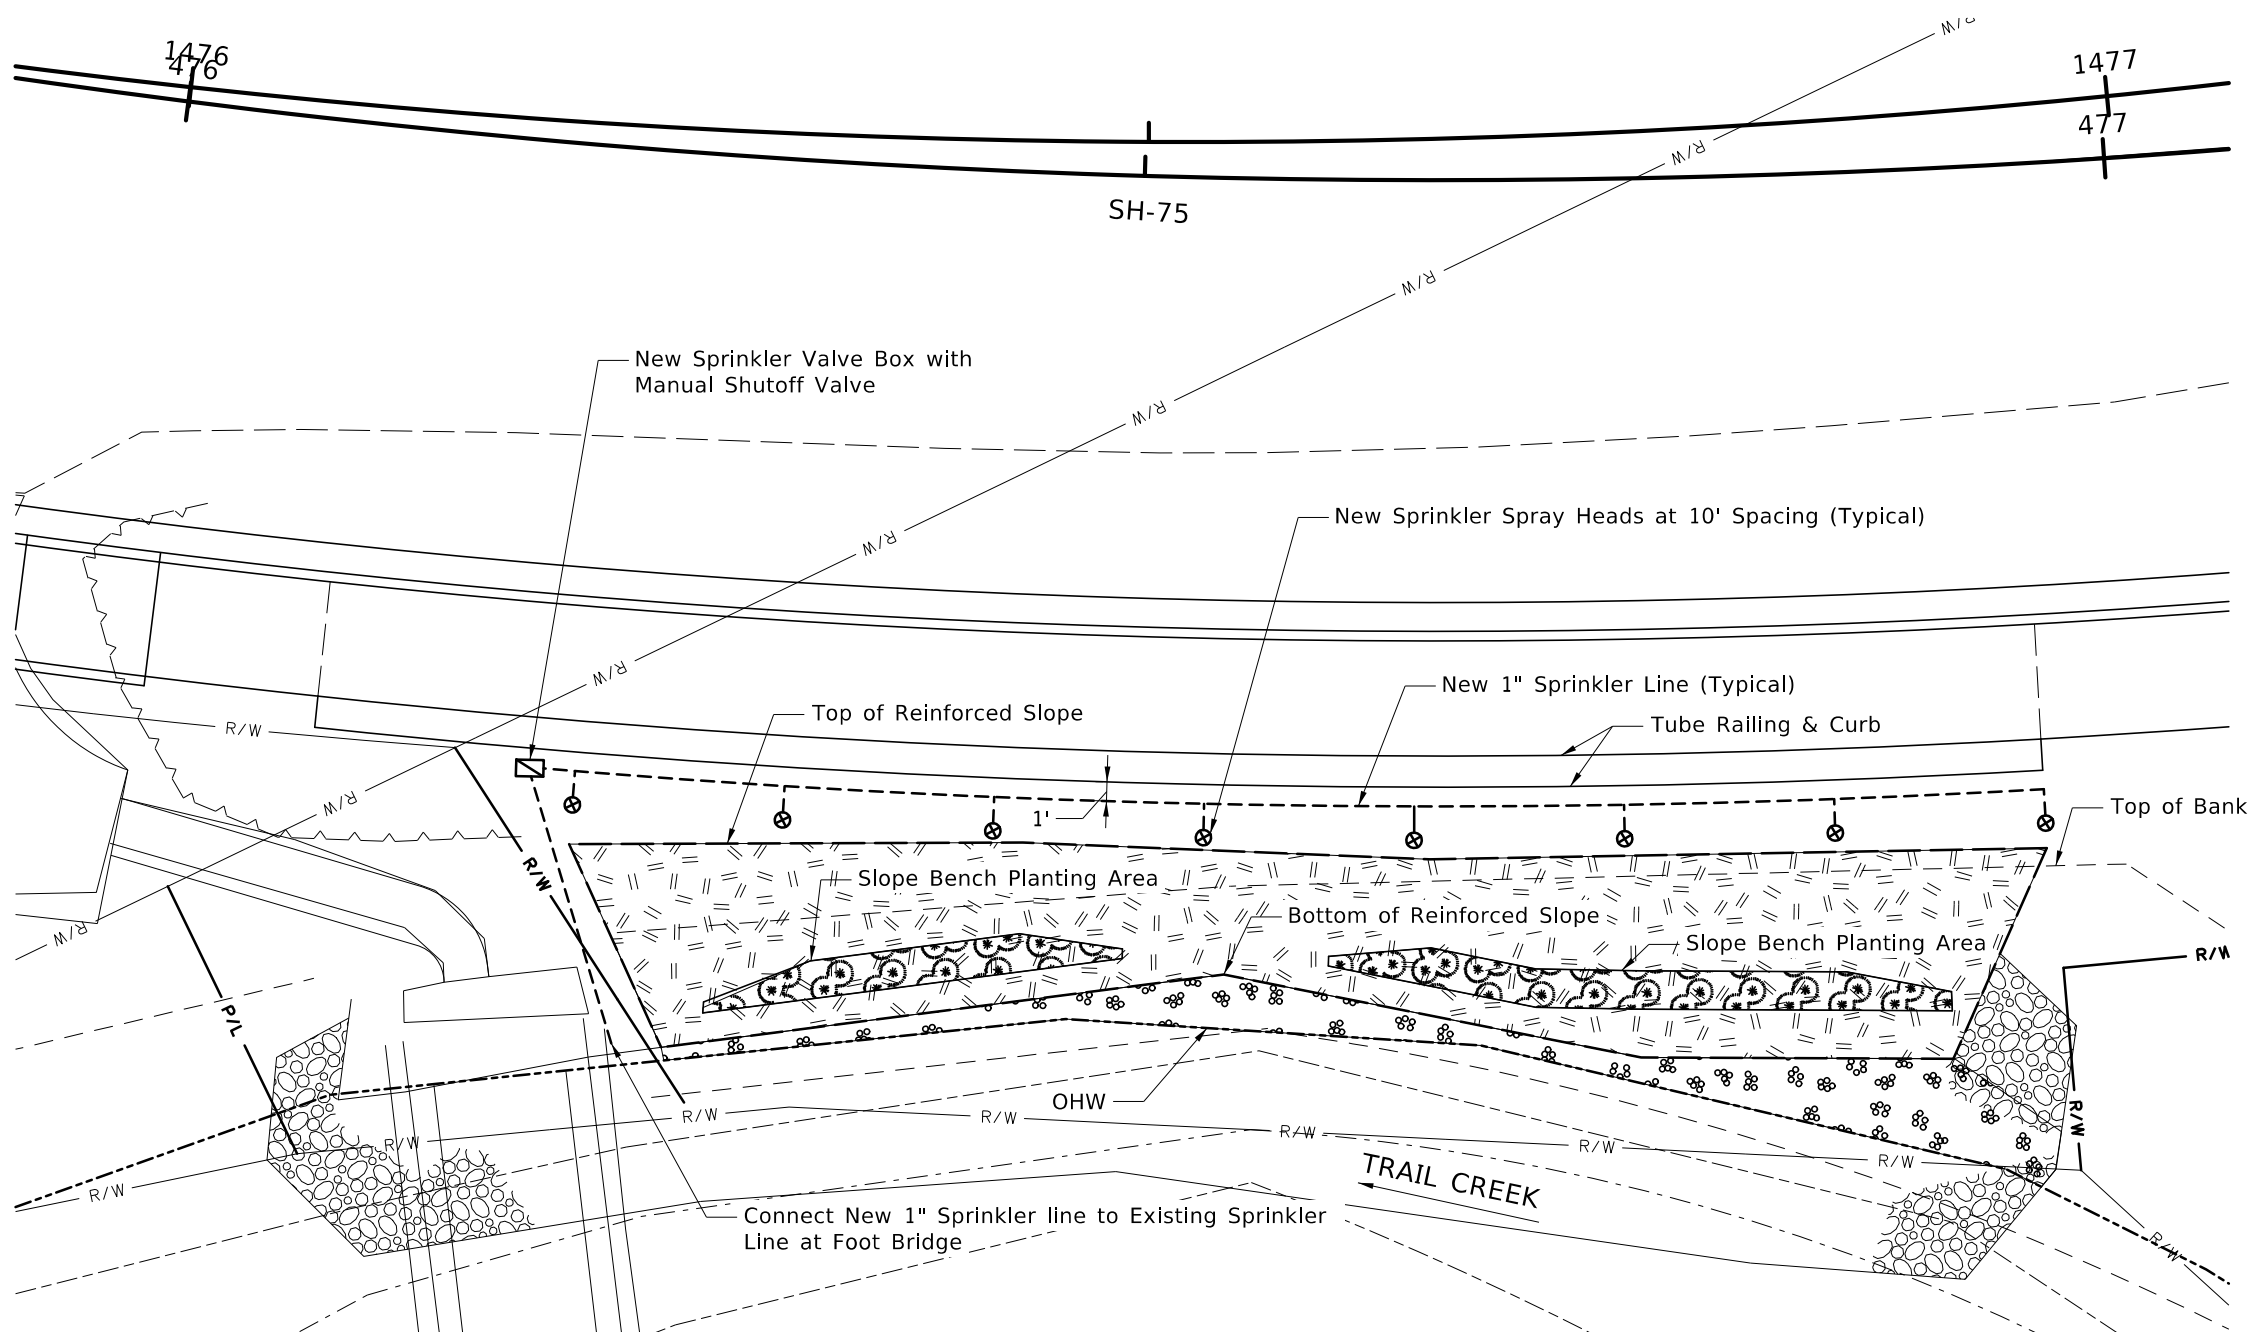 R/W
1476
476
1477
477
R/W
SH-75
R/W
New Sprinkler Valve Box with
Manual Shutoff Valve
R/W
New Sprinkler Spray Heads at 10' Spacing (Typical)
R/W
R/W
New 1" Sprinkler Line (Typical)
Top of Reinforced Slope
Tube Railing & Curb
R/W
R/W
1'
Top of Bank
R/W
Slope Bench Planting Area
Bottom of Reinforced Slope
R/W
Slope Bench Planting Area
R/W
P/L
OHW
R/W
R/W
R/W
R/W
R/W
R/W
R/W
R/W
TRAIL CREEK
R/W
Connect New 1" Sprinkler line to Existing Sprinkler
Line at Foot Bridge
R/W